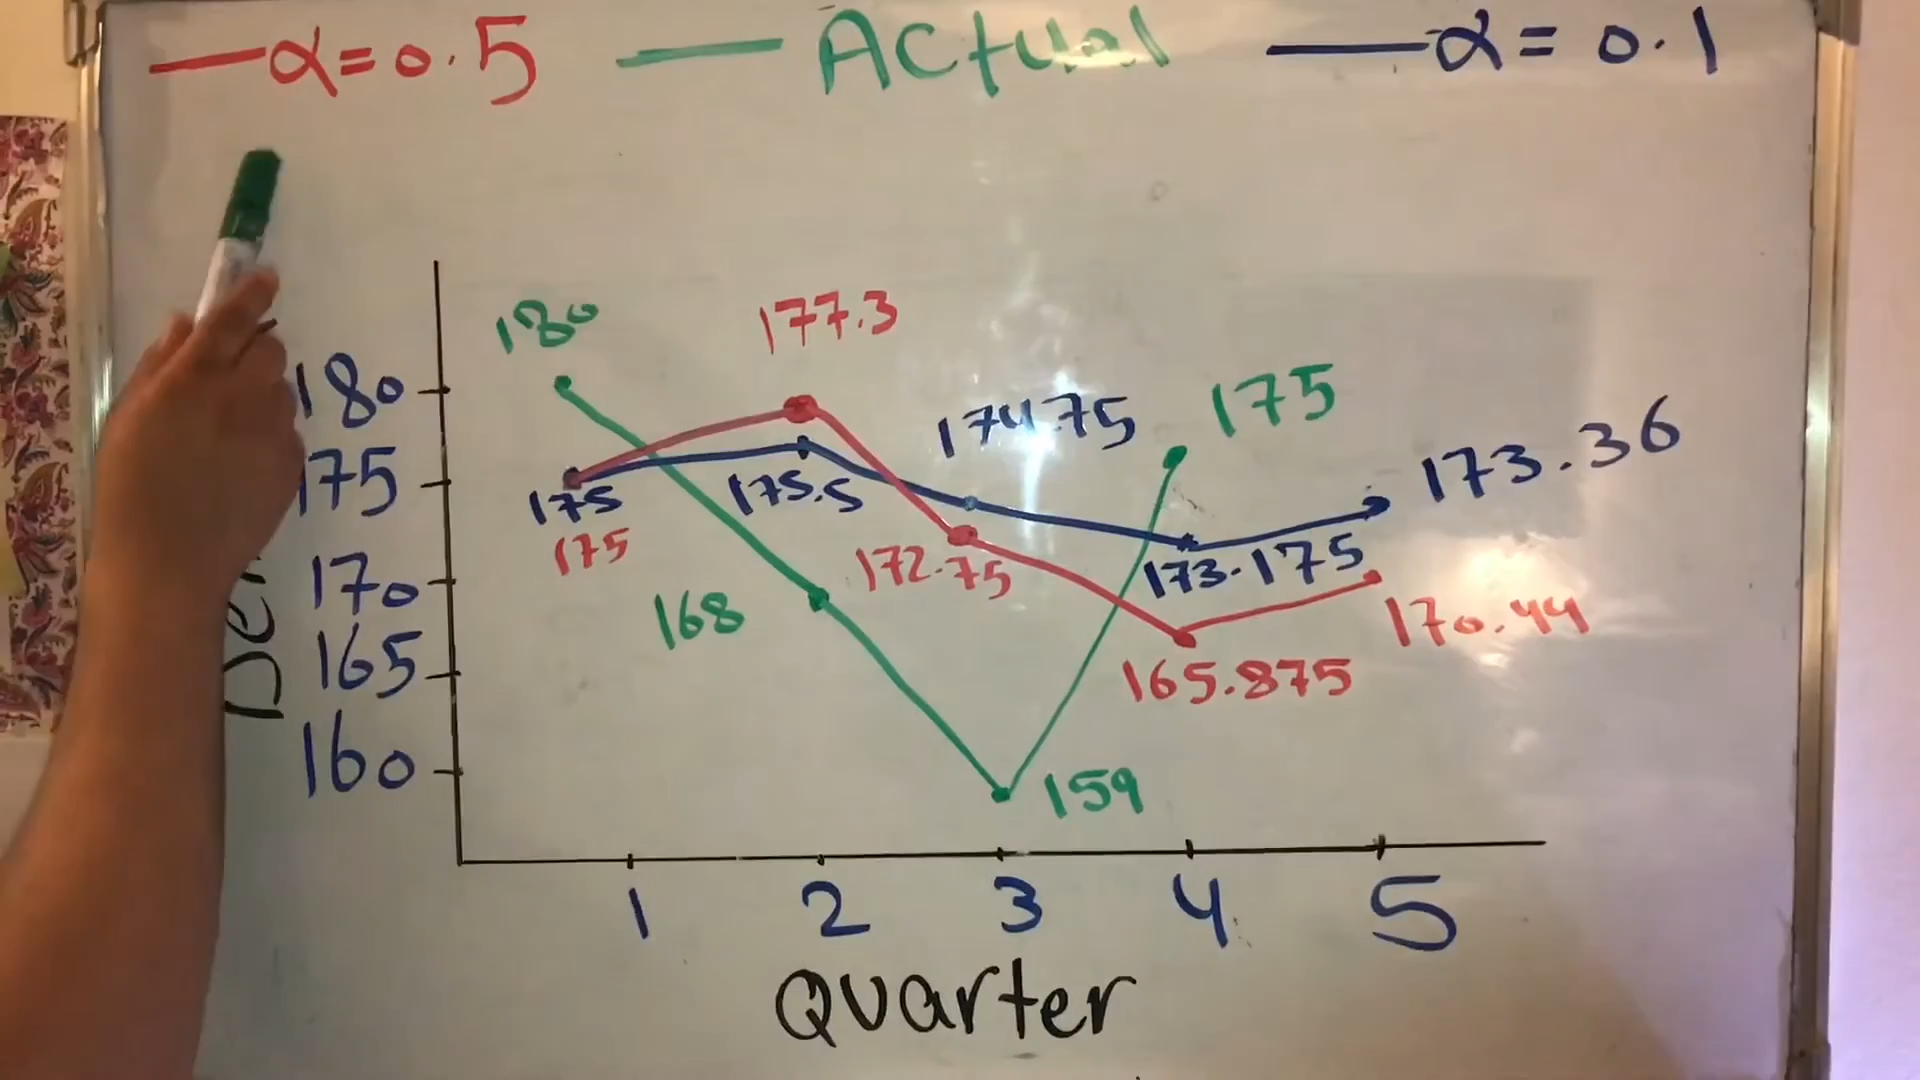 α = 0.5 Actual α = 0.1
180 177.3
180 174.75 175 173.36
175 175 175.5
175 172.75 173.175
170 168 170.44
165 165.875
160 159
1 2 3 4 5
Quarter